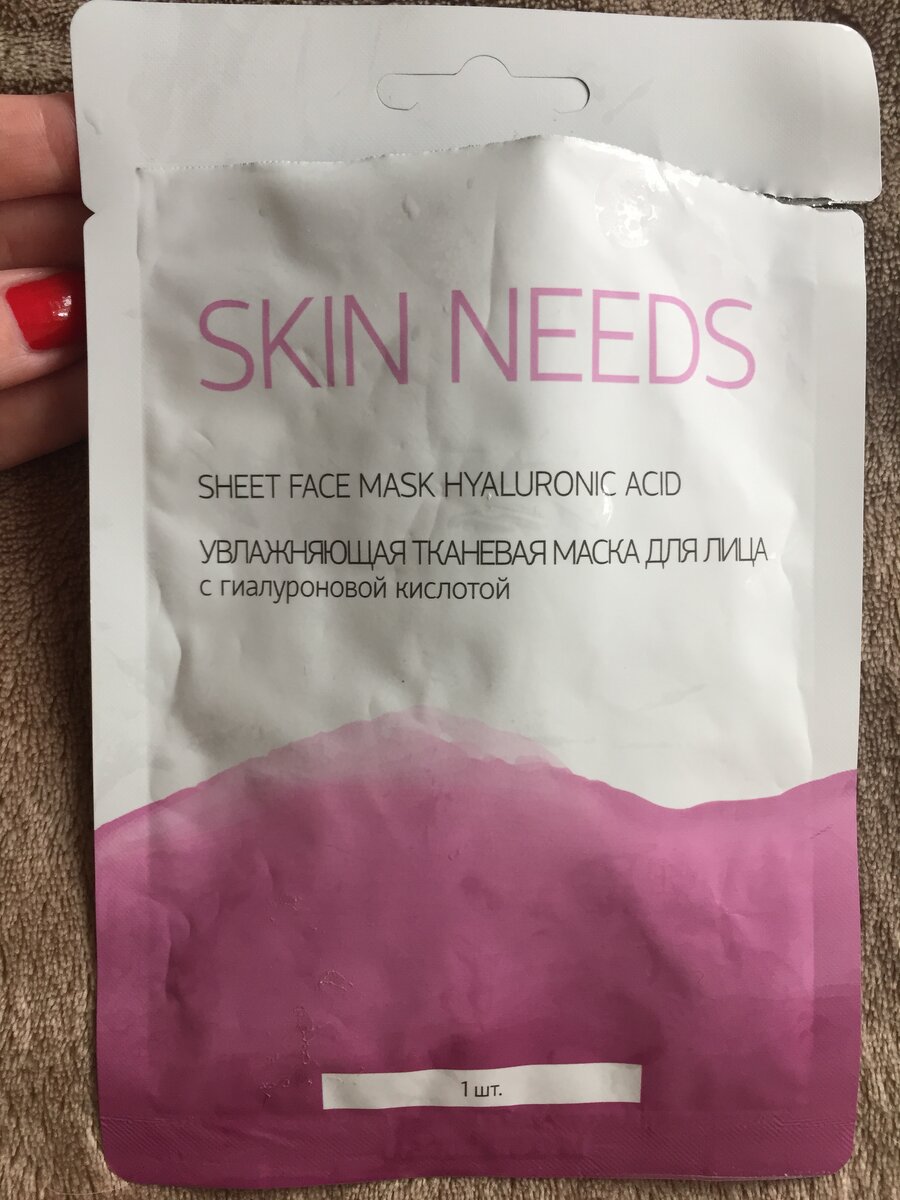 SKIN NEEDS
SHEET FACE MASK HYALURONIC ACID
УВЛАЖНЯЮЩАЯ ТКАНЕВАЯ МАСКА ДЛЯ ЛИЦА
с гиалуроновой кислотой
1 шт.